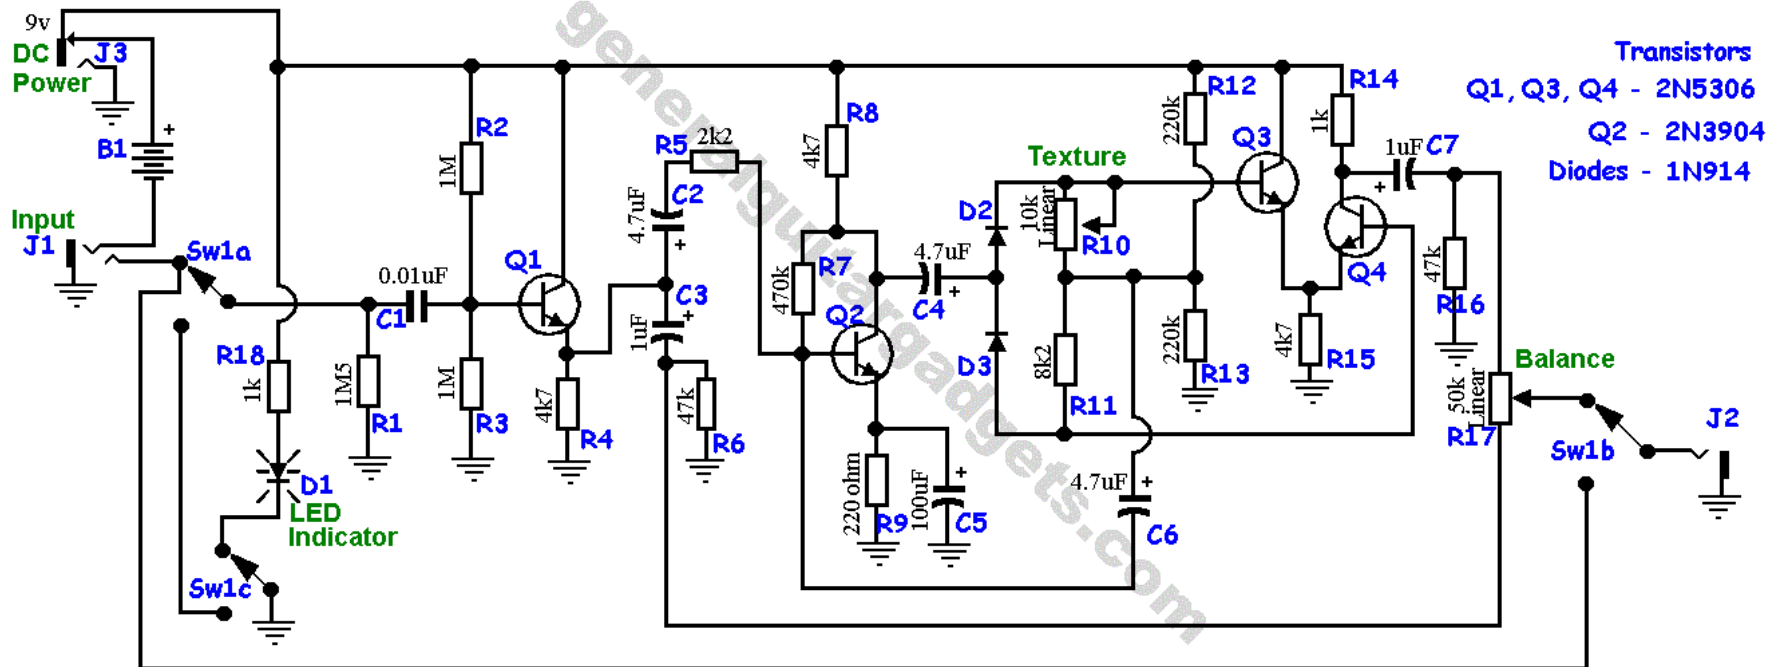 9v
DC
Power
J3
B1
+
Input
J1
Sw1a
0.01uF
C1
R18
1k
1M5
R1
D1
LED
Indicator
Sw1c
R2
1M
Q1
1M
R3
4k7
R4
R5
2k2
C2
4.7uF
+
C3
1uF
+
47k
R6
R8
4k7
R7
470k
Q2
220 ohm
R9
100uF
+
C5
4.7uF
C4
+
D2
D3
Texture
10k
Linear
R10
8k2
R11
R12
220k
220k
R13
4.7uF
+
C6
Q3
R14
1k
Q4
4k7
R15
1uF
C7
+
47k
R16
Balance
50k
Linear
R17
Sw1b
J2
Transistors
Q1, Q3, Q4 - 2N5306
Q2 - 2N3904
Diodes - 1N914
generalguitargadgets.com